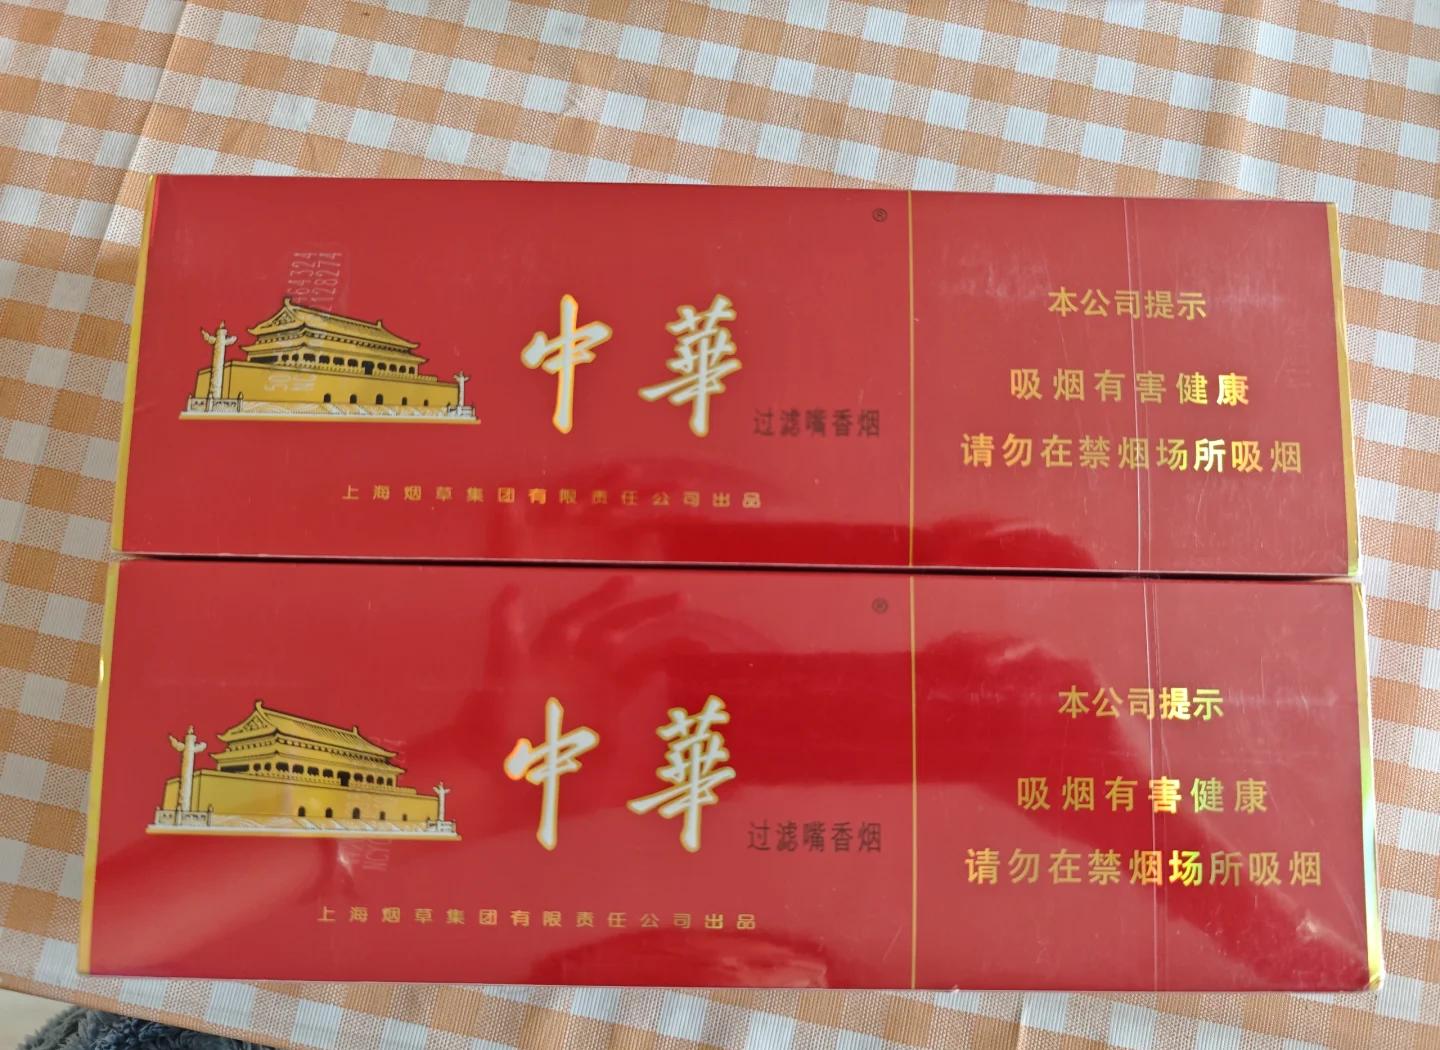 ®
464324
2128274
中華
过滤嘴香烟
上海烟草集团有限责任公司出品
本公司提示
吸烟有害健康
请勿在禁烟场所吸烟
®
中華
过滤嘴香烟
上海烟草集团有限责任公司出品
本公司提示
吸烟有害健康
请勿在禁烟场所吸烟